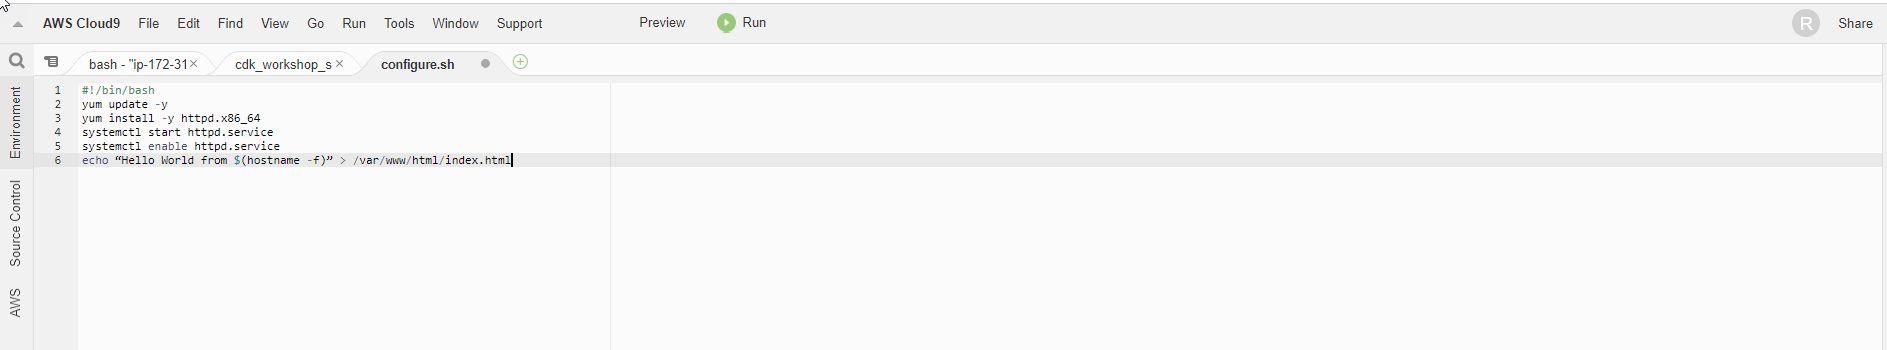 AWS Cloud9 File Edit Find View Go Run Tools Window Support Preview Run R Share
bash - "ip-172-31 × cdk_workshop_s × configure.sh
Environment
Source Control
AWS
1 #!/bin/bash
2 yum update -y
3 yum install -y httpd.x86_64
4 systemctl start httpd.service
5 systemctl enable httpd.service
6 echo “Hello World from $(hostname -f)” > /var/www/html/index.html